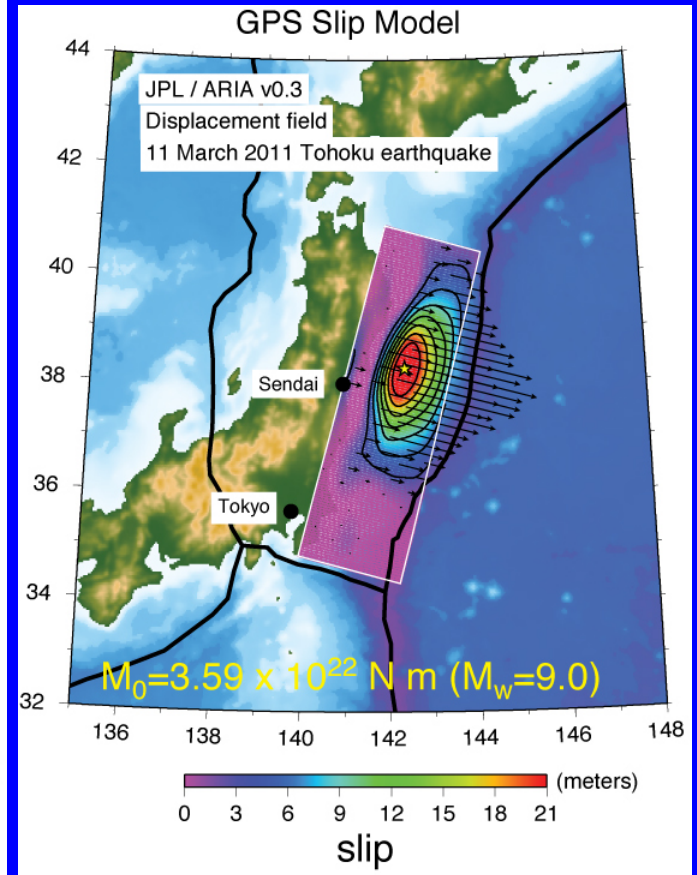 GPS Slip Model
44
JPL / ARIA v0.3
Displacement field
11 March 2011 Tohoku earthquake
42
40
38
Sendai
36
Tokyo
34
M₀=3.59 x 10²² N m (Mw=9.0)
32
136 138 140 142 144 146 148
(meters)
0 3 6 9 12 15 18 21
slip